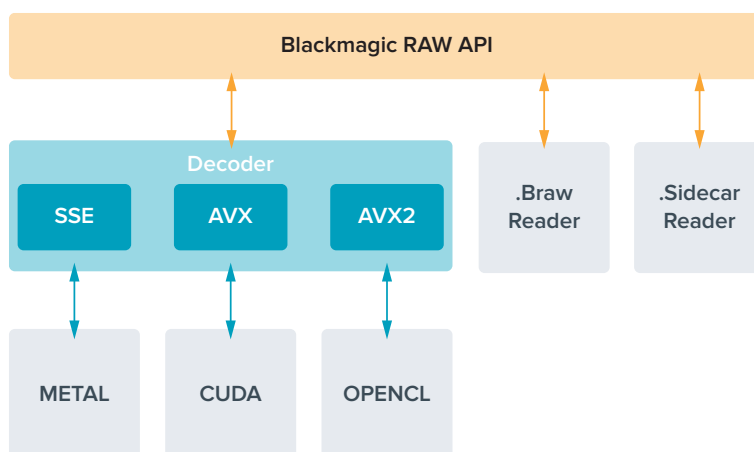 Blackmagic RAW API
Decoder
SSE
AVX
AVX2
.Braw
Reader
.Sidecar
Reader
METAL
CUDA
OPENCL